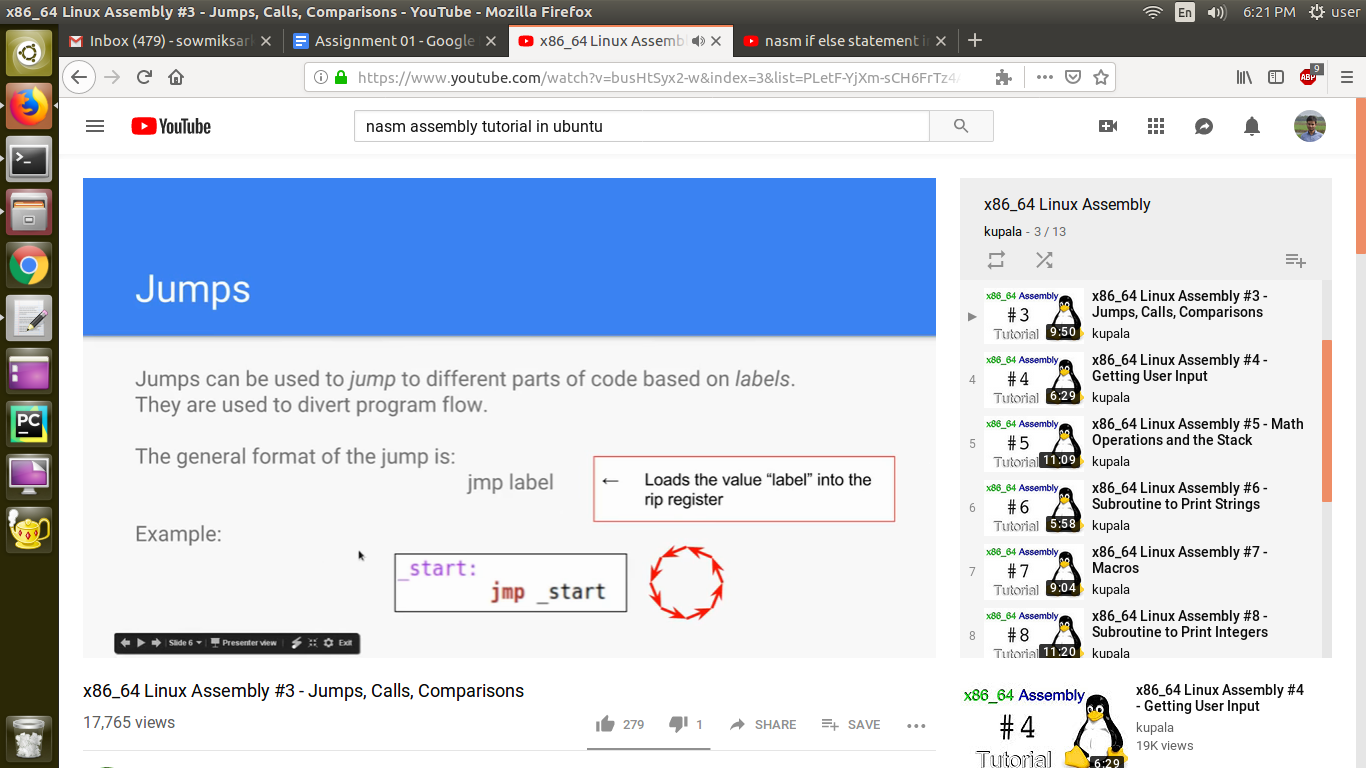 x86_64 Linux Assembly #3 - Jumps, Calls, Comparisons - YouTube - Mozilla Firefox
En
6:21 PM
user
Inbox (479) - sowmiksar
Assignment 01 - Google
x86_64 Linux Assemb
nasm if else statement i
https://www.youtube.com/watch?v=busHtSyx2-w&index=3&list=PLetF-YjXm-sCH6FrTz4
ABP
9
YouTube
nasm assembly tutorial in ubuntu
Jumps
Jumps can be used to jump to different parts of code based on labels.
They are used to divert program flow.
The general format of the jump is:
jmp label
← Loads the value “label” into the
rip register
Example:
_start:
jmp _start
Slide 6
Presenter view
Exit
x86_64 Linux Assembly #3 - Jumps, Calls, Comparisons
17,765 views
279
1
SHARE
SAVE
x86_64 Linux Assembly
kupala - 3 / 13
x86_64 Assembly
#3
Tutorial
9:50
x86_64 Linux Assembly #3 -
Jumps, Calls, Comparisons
kupala
4
x86_64 Assembly
#4
Tutorial
6:29
x86_64 Linux Assembly #4 -
Getting User Input
kupala
5
x86_64 Assembly
#5
Tutorial
11:09
x86_64 Linux Assembly #5 - Math
Operations and the Stack
kupala
6
x86_64 Assembly
#6
Tutorial
5:58
x86_64 Linux Assembly #6 -
Subroutine to Print Strings
kupala
7
x86_64 Assembly
#7
Tutorial
9:04
x86_64 Linux Assembly #7 -
Macros
kupala
8
x86_64 Assembly
#8
Tutorial
11:20
x86_64 Linux Assembly #8 -
Subroutine to Print Integers
kupala
x86_64 Assembly
#4
Tutorial
6:29
x86_64 Linux Assembly #4
- Getting User Input
kupala
19K views
PC